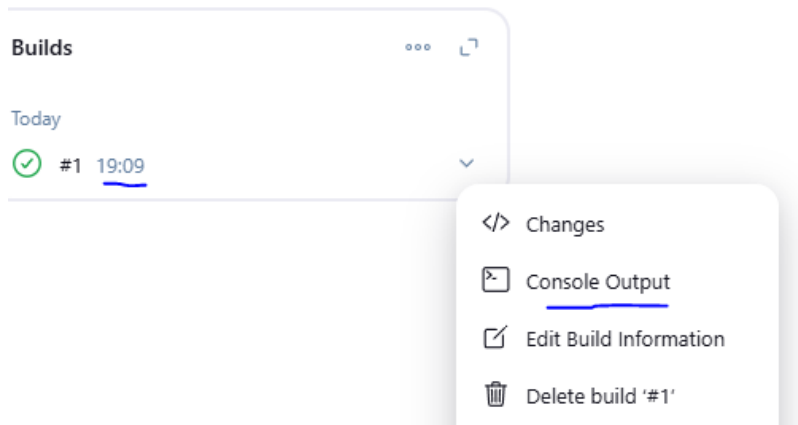 Builds
Today
#1 19:09
Changes
Console Output
Edit Build Information
Delete build ‘#1’